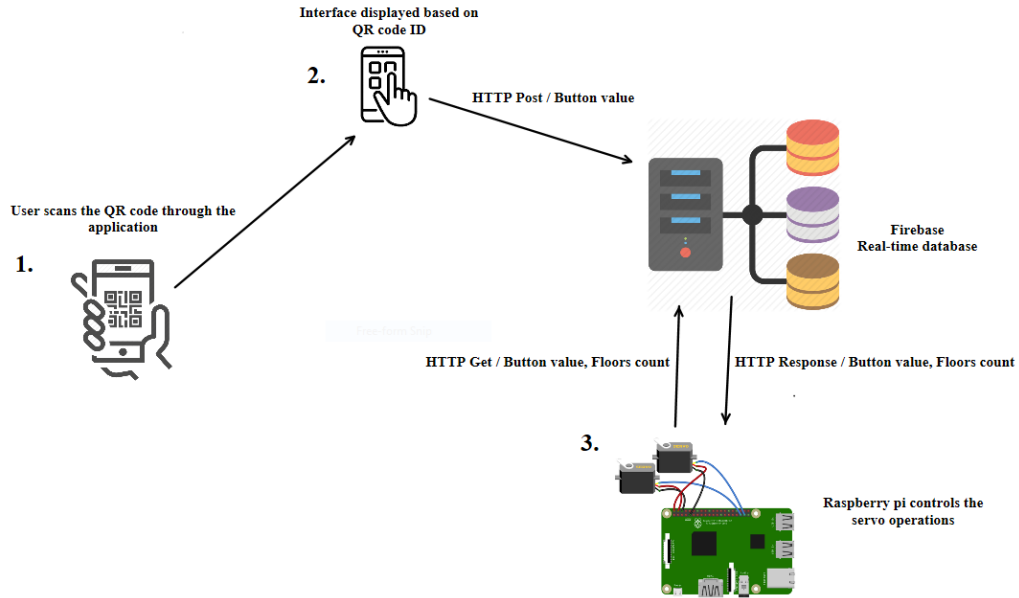 Interface displayed based on
QR code ID
2.
HTTP Post / Button value
User scans the QR code through the
application
1.
Firebase
Real-time database
HTTP Get / Button value, Floors count
HTTP Response / Button value, Floors count
3.
Raspberry pi controls the
servo operations